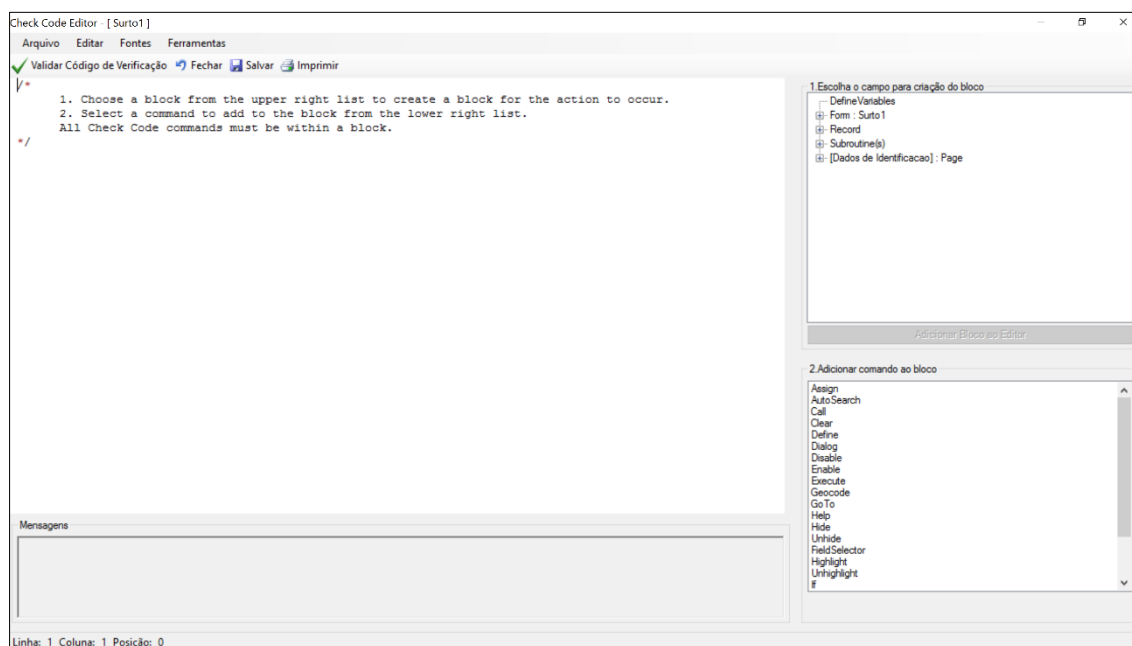 Check Code Editor - [ Surto1 ]
Arquivo Editar Fontes Ferramentas
Validar Código de Verificação Fechar Salvar Imprimir
/*
1. Choose a block from the upper right list to create a block for the action to occur.
2. Select a command to add to the block from the lower right list.
All Check Code commands must be within a block.
*/
1.Escolha o campo para criação do bloco
DefineVariables
Form : Surto1
Record
Subroutine(s)
[Dados de Identificacao] : Page
Adicionar Bloco ao Editor
2.Adicionar comando ao bloco
Assign
AutoSearch
Call
Clear
Define
Dialog
Disable
Enable
Execute
Geocode
GoTo
Help
Hide
Unhide
FieldSelector
Highlight
Unhighlight
If
Mensagens
Linha: 1 Coluna: 1 Posição: 0